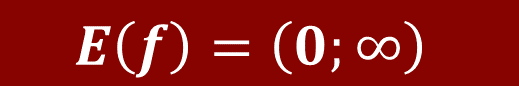 E(f) = (0; ∞)